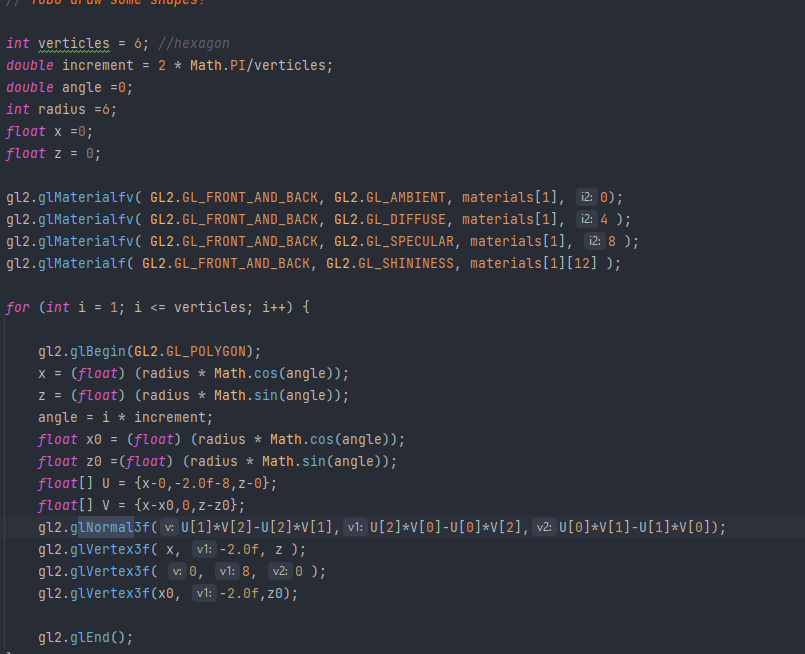 // TODO draw some shapes!
int verticles = 6; //hexagon
double increment = 2 * Math.PI/verticles;
double angle =0;
int radius =6;
float x =0;
float z = 0;
gl2.glMaterialfv( GL2.GL_FRONT_AND_BACK, GL2.GL_AMBIENT, materials[1], i2: 0);
gl2.glMaterialfv( GL2.GL_FRONT_AND_BACK, GL2.GL_DIFFUSE, materials[1], i2: 4 );
gl2.glMaterialfv( GL2.GL_FRONT_AND_BACK, GL2.GL_SPECULAR, materials[1], i2: 8 );
gl2.glMaterialf( GL2.GL_FRONT_AND_BACK, GL2.GL_SHININESS, materials[1][12] );
for (int i = 1; i <= verticles; i++) {
gl2.glBegin(GL2.GL_POLYGON);
x = (float) (radius * Math.cos(angle));
z = (float) (radius * Math.sin(angle));
angle = i * increment;
float x0 = (float) (radius * Math.cos(angle));
float z0 =(float) (radius * Math.sin(angle));
float[] U = {x-0,-2.0f-8,z-0};
float[] V = {x-x0,0,z-z0};
gl2.glNormal3f( v: U[1]*V[2]-U[2]*V[1], v1: U[2]*V[0]-U[0]*V[2], v2: U[0]*V[1]-U[1]*V[0]);
gl2.glVertex3f( x, v1: -2.0f, z );
gl2.glVertex3f( v: 0, v1: 8, v2: 0 );
gl2.glVertex3f(x0, v1: -2.0f,z0);
gl2.glEnd();